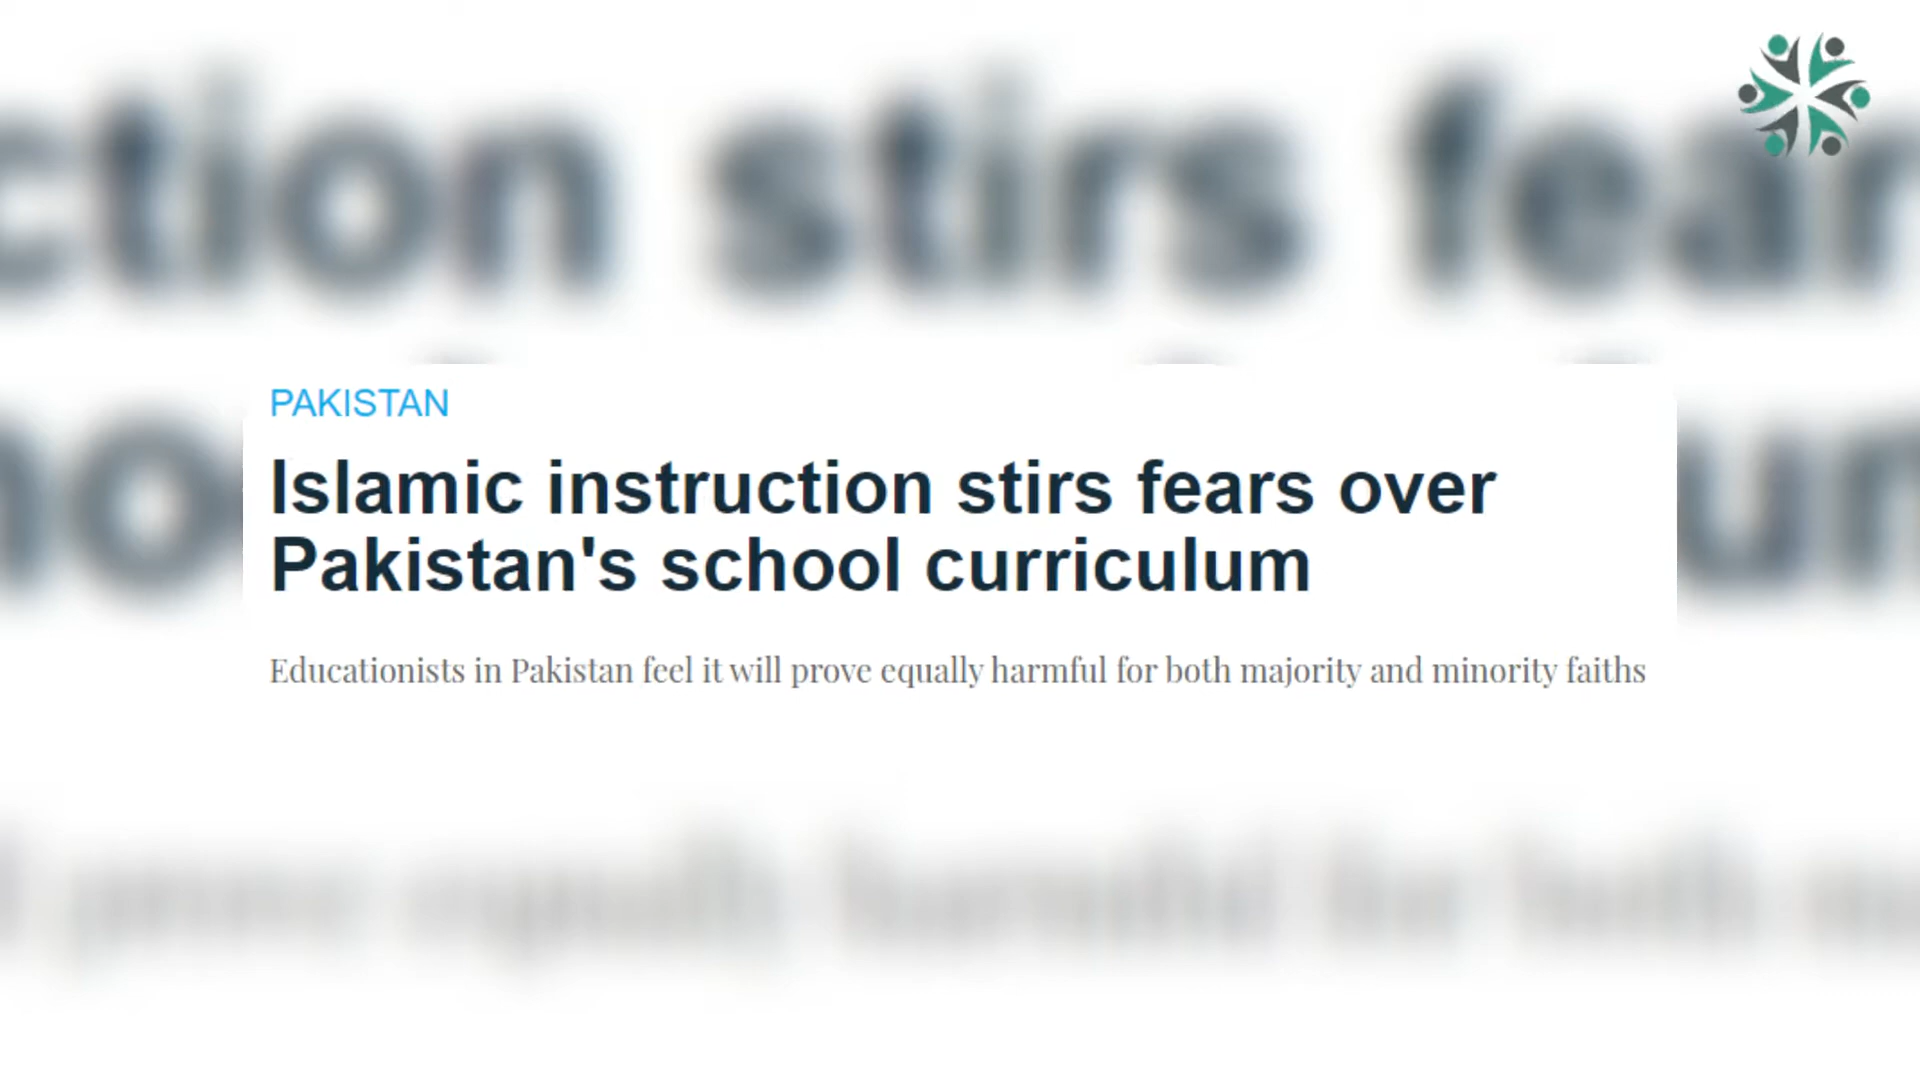 PAKISTAN
Islamic instruction stirs fears over
Pakistan's school curriculum
Educationists in Pakistan feel it will prove equally harmful for both majority and minority faiths